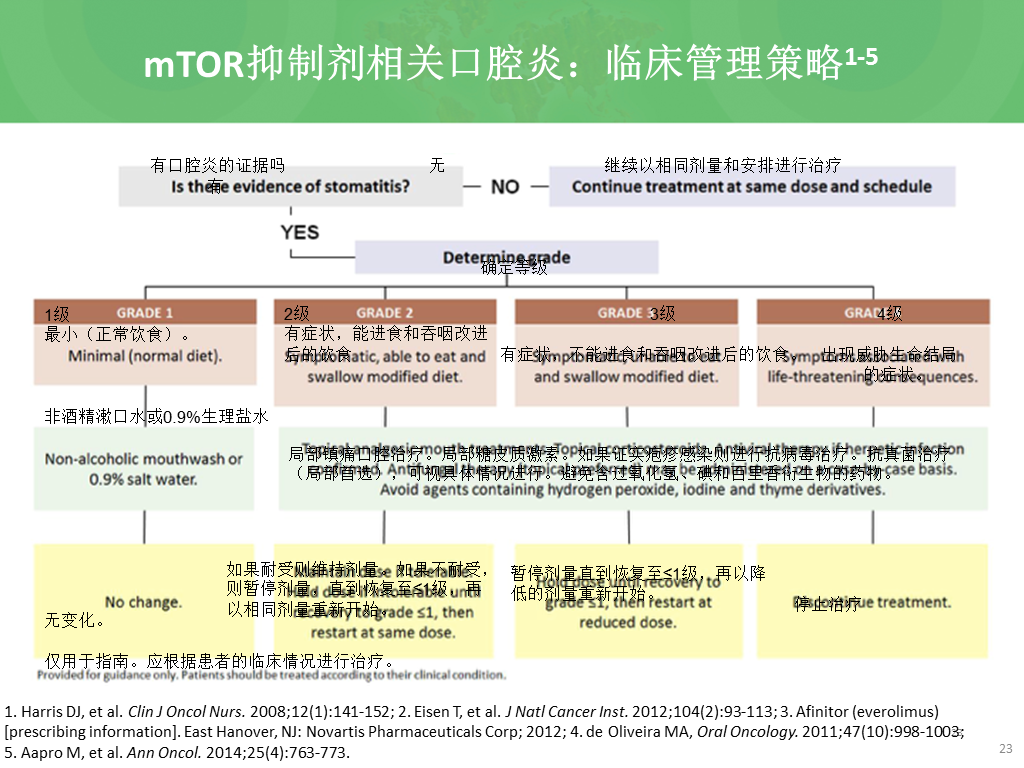 mTOR抑制剂相关口腔炎：临床管理策略1-5
有口腔炎的证据吗
无
继续以相同剂量和安排进行治疗
有
Is there evidence of stomatitis?
NO
Continue treatment at same dose and schedule
YES
Determine grade
确定等级
1级
GRADE 1
2级
GRADE 2
GRADE 3
3级
4级
最小（正常饮食）。
Minimal (normal diet).
有症状，能进食和吞咽改进
后的饮食
Symptomatic, able to eat and
swallow modified diet.
有症状，不能进食和吞咽改进后的饮食。
and swallow modified diet.
出现威胁生命结局
的症状。
Symptoms associated with
life-threatening consequences.
非酒精漱口水或0.9%生理盐水
Non-alcoholic mouthwash or
0.9% salt water.
局部镇痛口腔治疗。局部糖皮质激素。如果证实疱疹感染则进行抗病毒治疗。抗真菌治疗
（局部首选），可视具体情况进行。避免含过氧化氢、碘和百里香衍生物的药物。
Avoid agents containing hydrogen peroxide, iodine and thyme derivatives.
No change.
无变化。
如果耐受则维持剂量。如果不耐受，
则暂停剂量，直到恢复至≤1级，再
以相同剂量重新开始。
Maintain dose if tolerable.
Hold dose if intolerable until
recovery to grade ≤1, then
restart at same dose.
暂停剂量直到恢复至≤1级，再以降
低的剂量重新开始。
Hold dose until recovery to
grade ≤1, then restart at
reduced dose.
停止治疗
Discontinue treatment.
仅用于指南。应根据患者的临床情况进行治疗。
Provided for guidance only. Patients should be treated according to their clinical condition.
1. Harris DJ, et al. Clin J Oncol Nurs. 2008;12(1):141-152; 2. Eisen T, et al. J Natl Cancer Inst. 2012;104(2):93-113; 3. Afinitor (everolimus)
[prescribing information]. East Hanover, NJ: Novartis Pharmaceuticals Corp; 2012; 4. de Oliveira MA, Oral Oncology. 2011;47(10):998-1003;
5. Aapro M, et al. Ann Oncol. 2014;25(4):763-773.
23